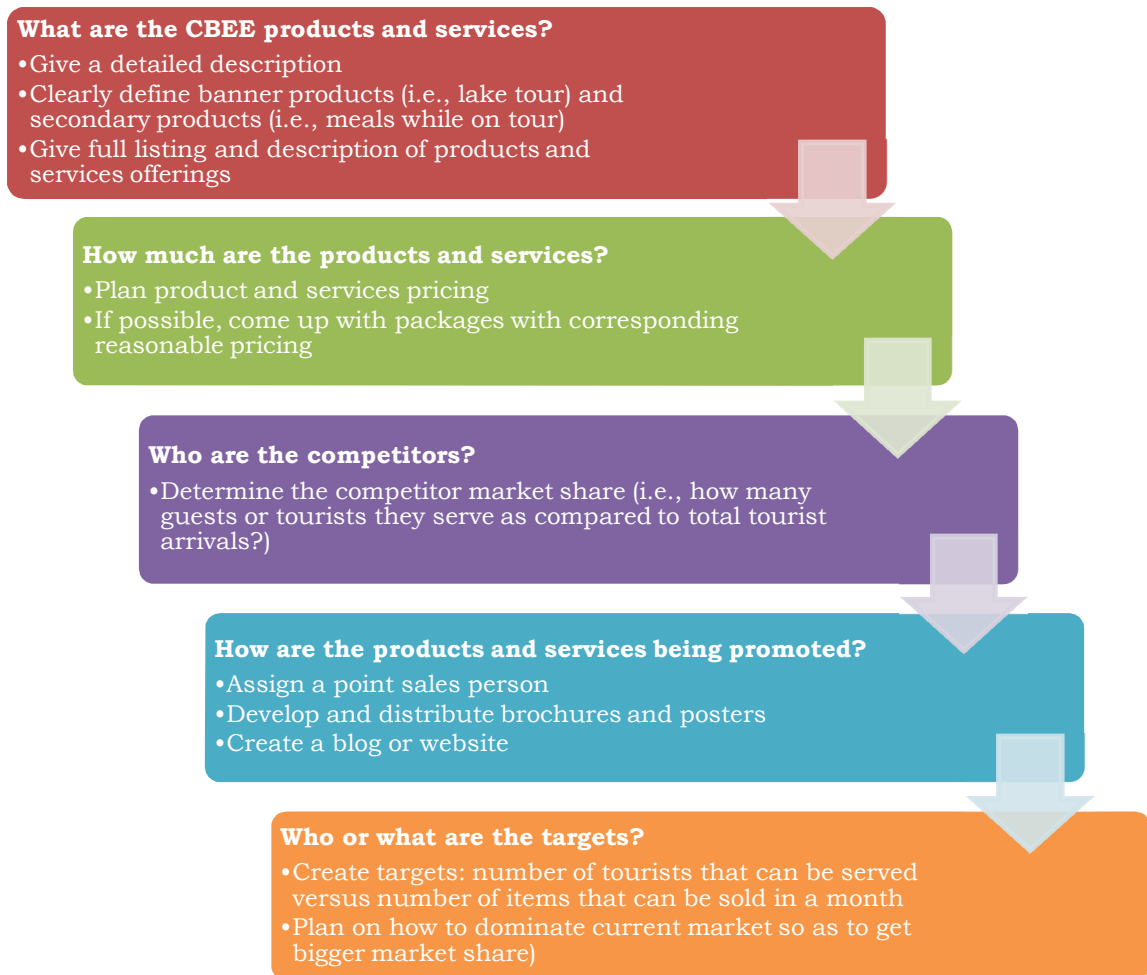 What are the CBEE products and services?
•Give a detailed description
•Clearly define banner products (i.e., lake tour) and
secondary products (i.e., meals while on tour)
•Give full listing and description of products and
services offerings
How much are the products and services?
•Plan product and services pricing
•If possible, come up with packages with corresponding
reasonable pricing
Who are the competitors?
•Determine the competitor market share (i.e., how many
guests or tourists they serve as compared to total tourist
arrivals?)
How are the products and services being promoted?
•Assign a point sales person
•Develop and distribute brochures and posters
•Create a blog or website
Who or what are the targets?
•Create targets: number of tourists that can be served
versus number of items that can be sold in a month
•Plan on how to dominate current market so as to get
bigger market share)